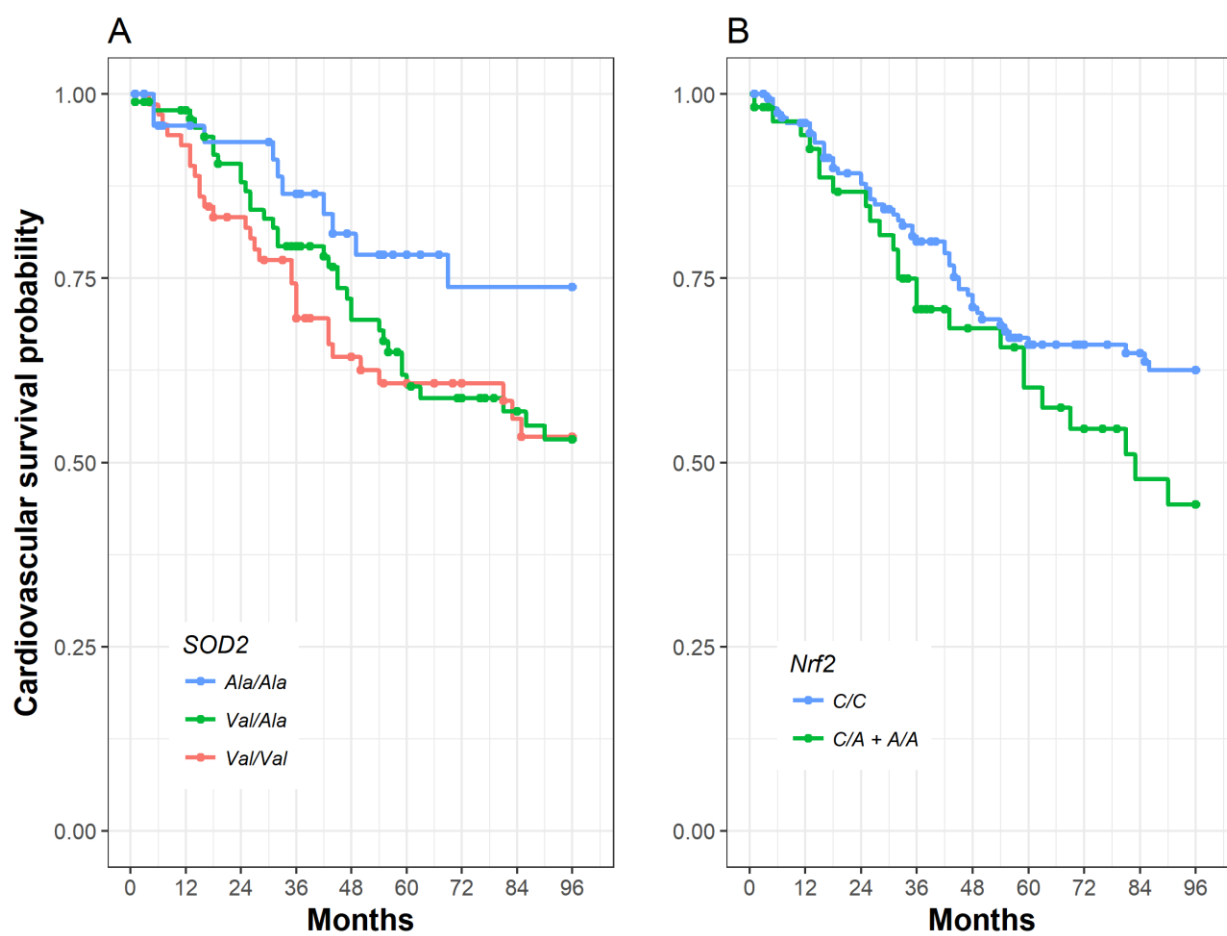 A
B
Cardiovascular survival probability
1.00
0.75
0.50
0.25
0.00
SOD2
Ala/Ala
Val/Ala
Val/Val
0 12 24 36 48 60 72 84 96
Months
1.00
0.75
0.50
0.25
0.00
Nrf2
C/C
C/A + A/A
0 12 24 36 48 60 72 84 96
Months